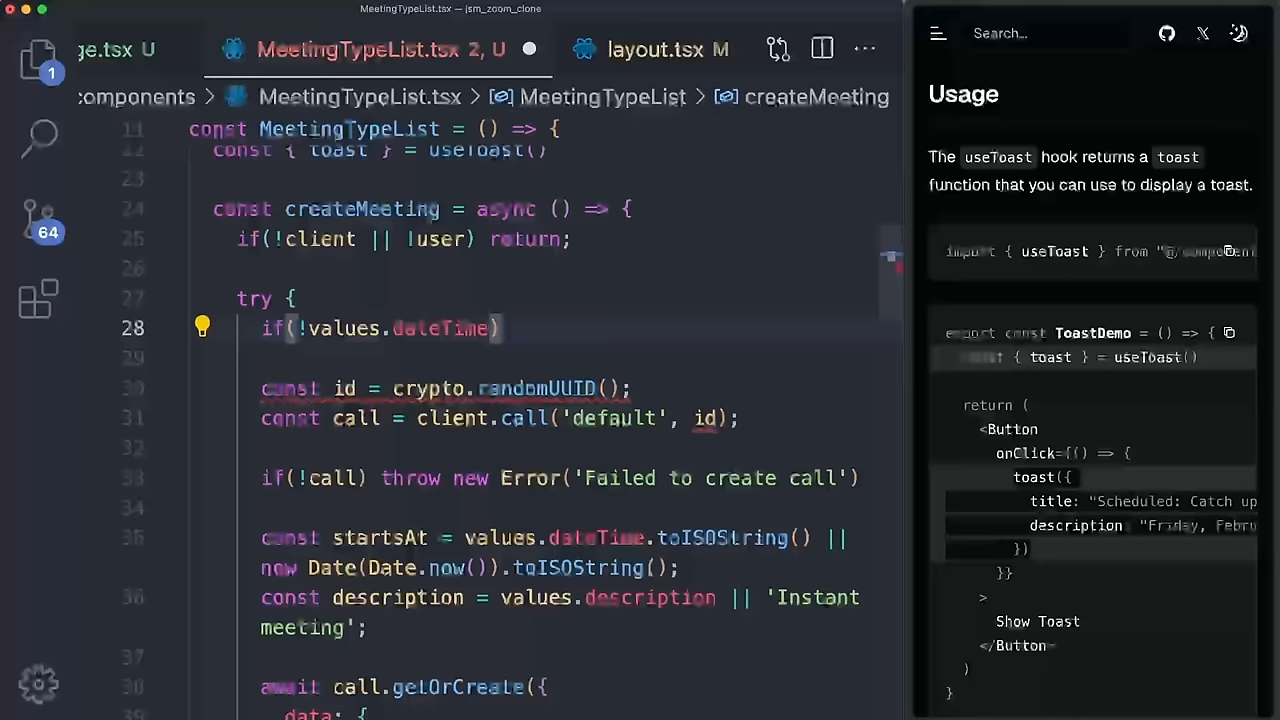 MeetingTypeList.tsx — jsm_zoom_clone
ge.tsx U
MeetingTypeList.tsx 2, U
layout.tsx M
components > MeetingTypeList.tsx > MeetingTypeList > createMeeting
1
64
11 const MeetingTypeList = () => {
22 const { toast } = useToast()
23
24 const createMeeting = async () => {
25 if(!client || !user) return;
26
27 try {
28 if(!values.dateTime)
29
30 const id = crypto.randomUUID();
31 const call = client.call('default', id);
32
33 if(!call) throw new Error('Failed to create call')
34
35 const startsAt = values.dateTime.toISOString() ||
new Date(Date.now()).toISOString();
36 const description = values.description || 'Instant
meeting';
37
38 await call.getOrCreate({
39 data: {
Search...
Usage
The useToast hook returns a toast
function that you can use to display a toast.
import { useToast } from "@/component
export const ToastDemo = () => {
const { toast } = useToast()
return (
<Button
onClick={() => {
toast({
title: "Scheduled: Catch up
description: "Friday, Febru
})
}}
>
Show Toast
</Button>
)
}